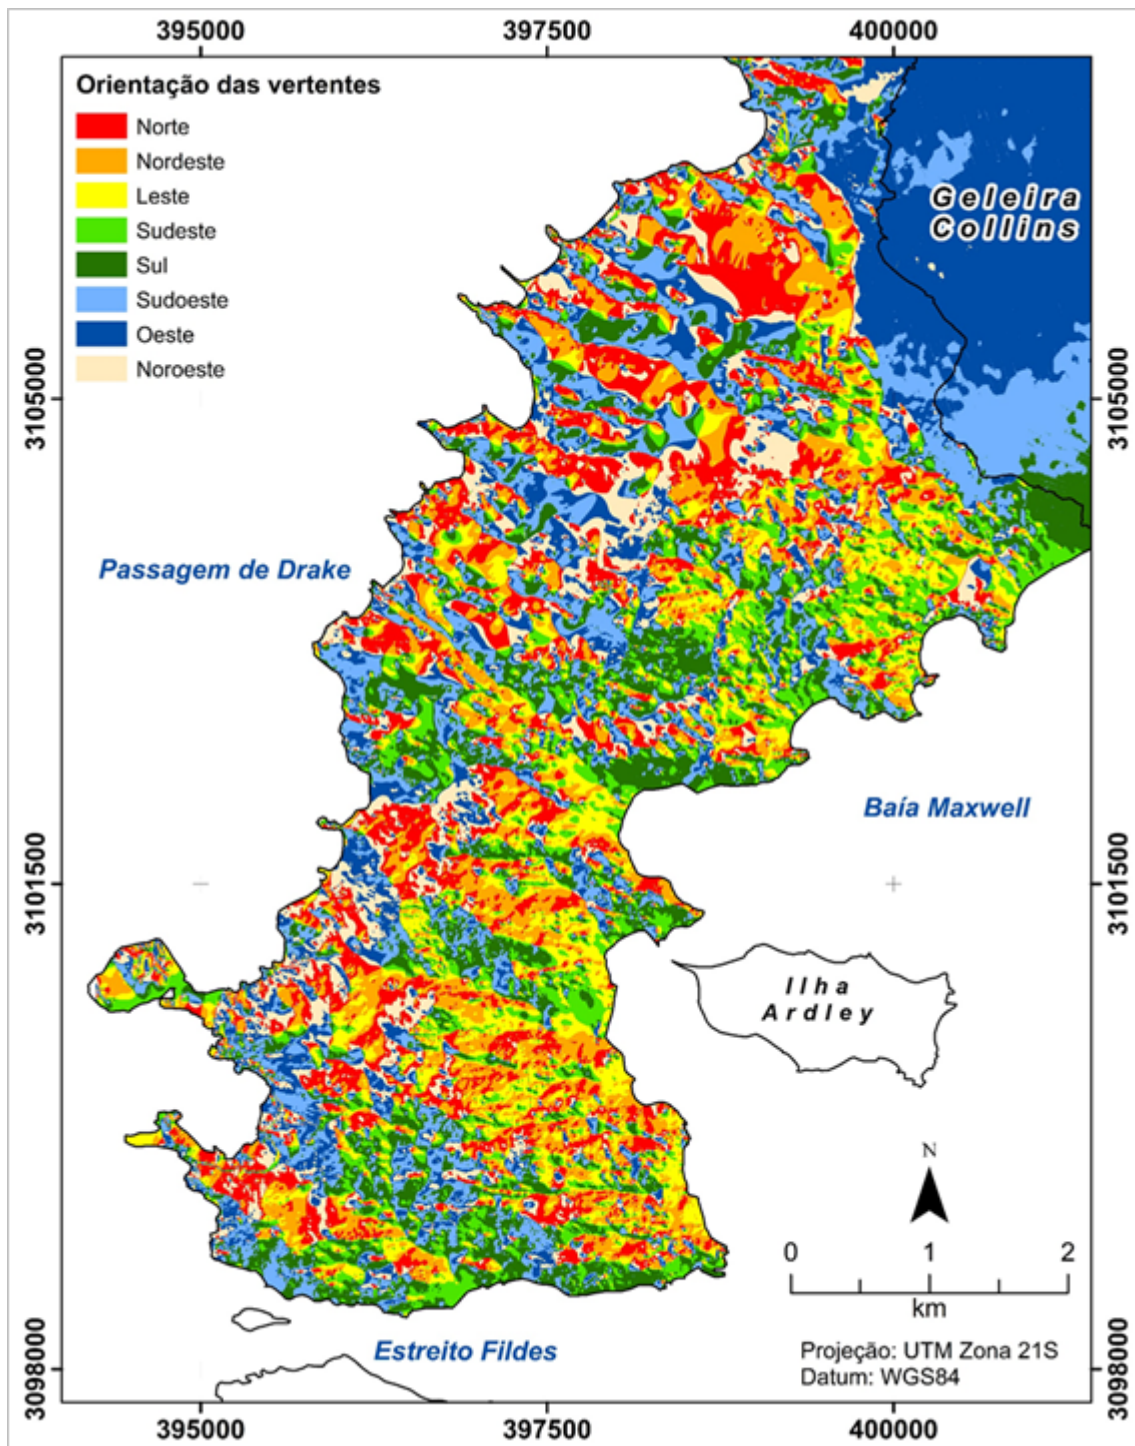 395000 397500 400000
Orientação das vertentes
Norte
Nordeste
Leste
Sudeste
Sul
Sudoeste
Oeste
Noroeste
Geleira
Collins
3105000 3105000
Passagem de Drake
Baía Maxwell
3101500 3101500
Ilha
Ardley
N
0 1 2
km
Estreito Fildes
Projeção: UTM Zona 21S
Datum: WGS84
3098000 3098000
395000 397500 400000